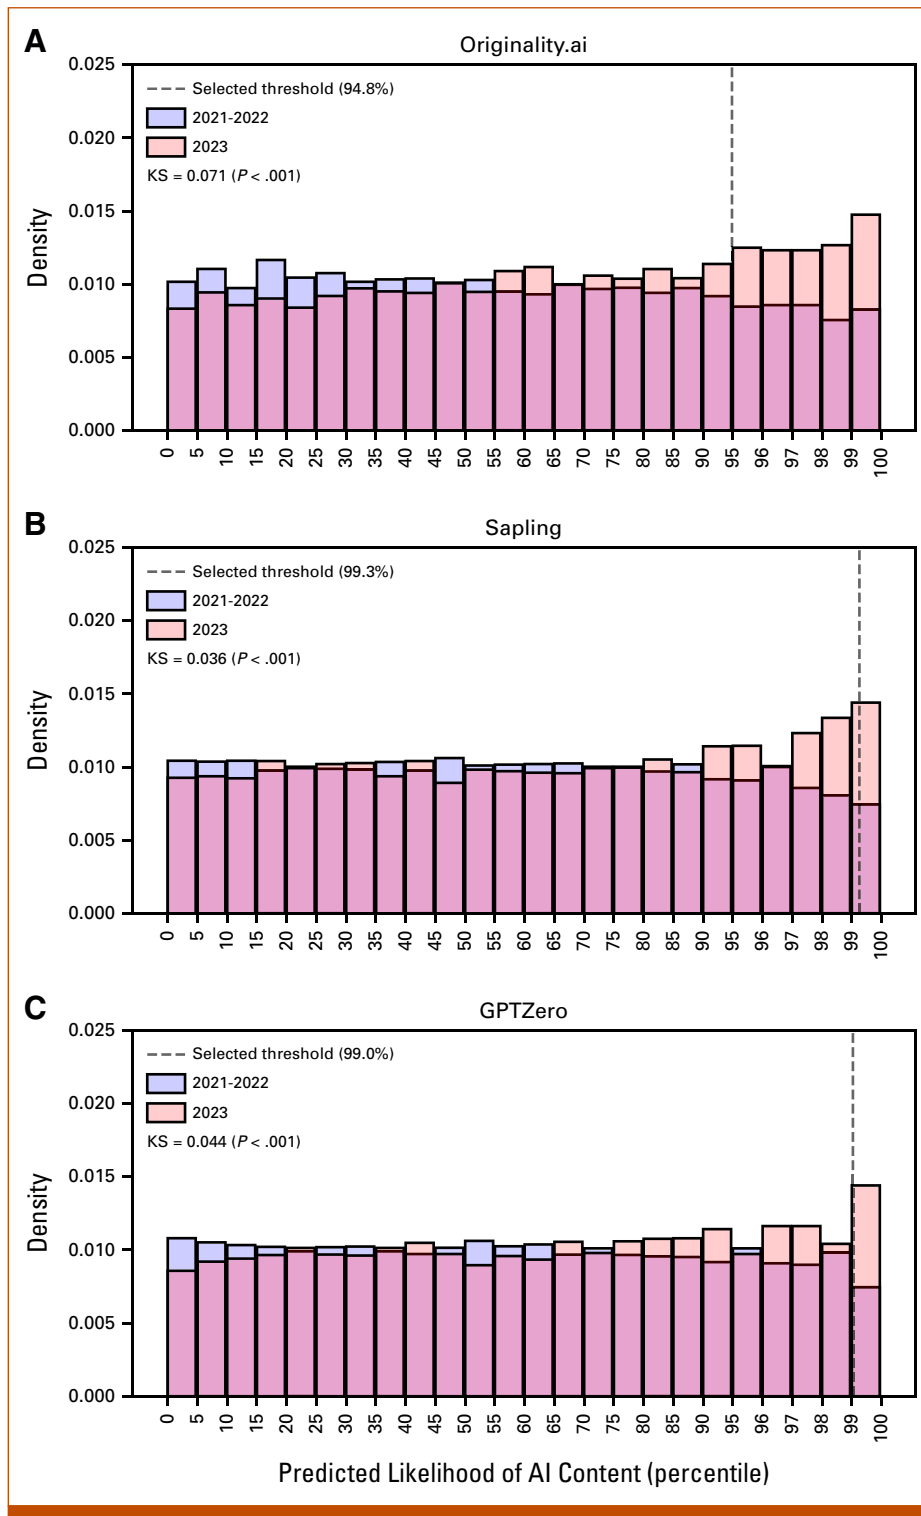 A
Originality.ai
0.025
0.020
0.015
0.010
0.005
0.000
Density
Selected threshold (94.8%)
2021-2022
2023
KS = 0.071 (P < .001)
0 5 10 15 20 25 30 35 40 45 50 55 60 65 70 75 80 85 90 95 96 97 98 99 100
B
Sapling
0.025
0.020
0.015
0.010
0.005
0.000
Density
Selected threshold (99.3%)
2021-2022
2023
KS = 0.036 (P < .001)
0 5 10 15 20 25 30 35 40 45 50 55 60 65 70 75 80 85 90 95 96 97 98 99 100
C
GPTZero
0.025
0.020
0.015
0.010
0.005
0.000
Density
Selected threshold (99.0%)
2021-2022
2023
KS = 0.044 (P < .001)
0 5 10 15 20 25 30 35 40 45 50 55 60 65 70 75 80 85 90 95 96 97 98 99 100
Predicted Likelihood of AI Content (percentile)